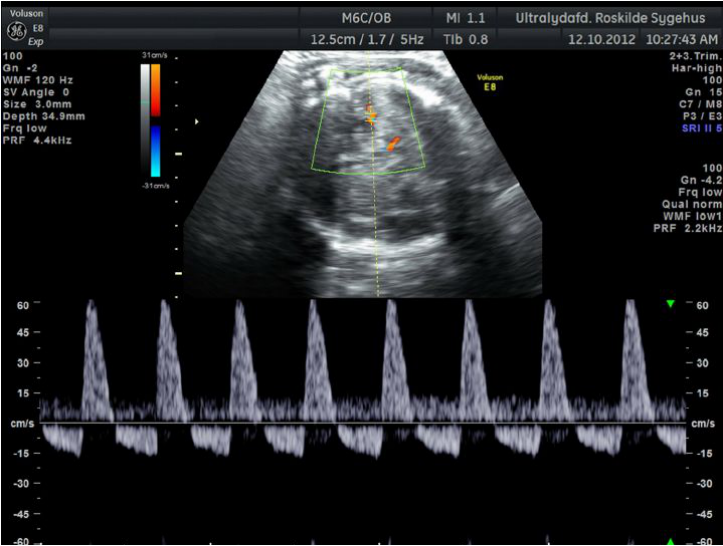 Voluson
E8
Exp
M6C/OB
MI 1.1
Ultralydafd. Roskilde Sygehus
12.5cm / 1.7 / 5Hz
TIb 0.8
12.10.2012
10:27:43 AM
100
Gn -2
WMF 120 Hz
SV Angle 0
Size 3.0mm
Depth 34.9mm
Frq low
PRF 4.4kHz
31cm/s
-31cm/s
Voluson
E8
2+3.Trim.
Har-high
100
Gn 15
C7 / M8
P3 / E3
SRI II 5
100
Gn -4.2
Frq low
Qual norm
WMF low1
PRF 2.2kHz
60
45
30
15
cm/s
-15
-30
-45
-60
60
45
30
15
cm/s
-15
-30
-45
-60